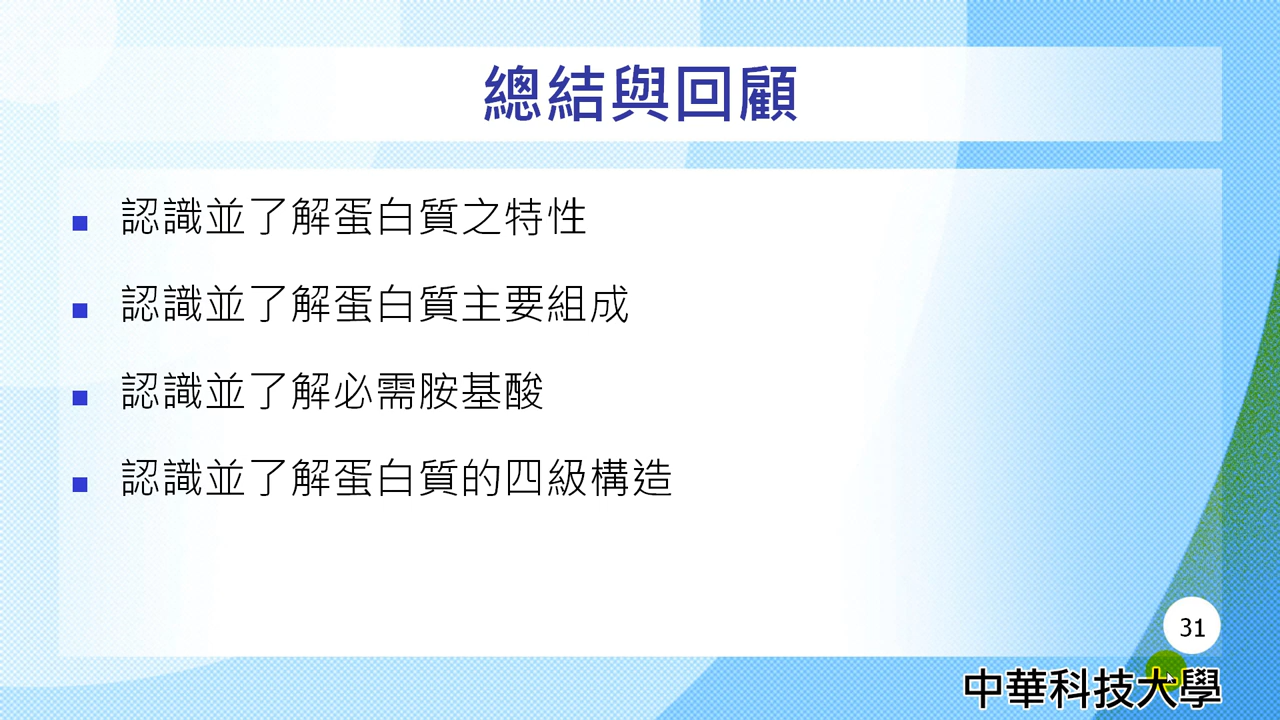 總結與回顧
認識並了解蛋白質之特性
認識並了解蛋白質主要組成
認識並了解必需胺基酸
認識並了解蛋白質的四級構造
31
中華科技大學